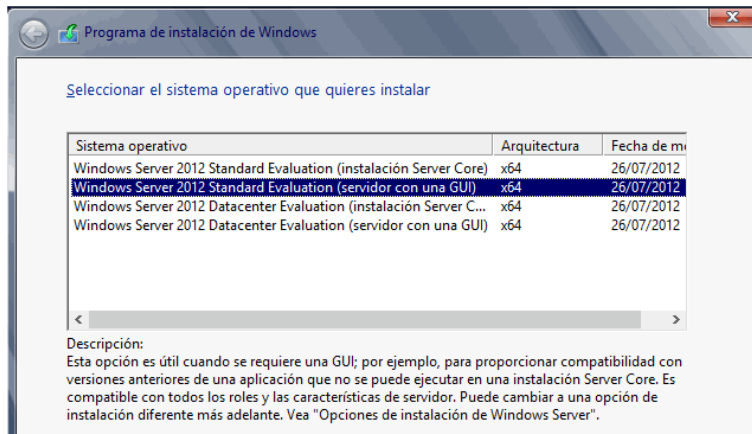 Programa de instalación de Windows
Seleccionar el sistema operativo que quieres instalar
Sistema operativo Arquitectura Fecha de m
Windows Server 2012 Standard Evaluation (instalación Server Core) x64 26/07/2012
Windows Server 2012 Standard Evaluation (servidor con una GUI) x64 26/07/2012
Windows Server 2012 Datacenter Evaluation (instalación Server C... x64 26/07/2012
Windows Server 2012 Datacenter Evaluation (servidor con una GUI) x64 26/07/2012
Descripción:
Esta opción es útil cuando se requiere una GUI; por ejemplo, para proporcionar compatibilidad con
versiones anteriores de una aplicación que no se puede ejecutar en una instalación Server Core. Es
compatible con todos los roles y las características de servidor. Puede cambiar a una opción de
instalación diferente más adelante. Vea "Opciones de instalación de Windows Server".